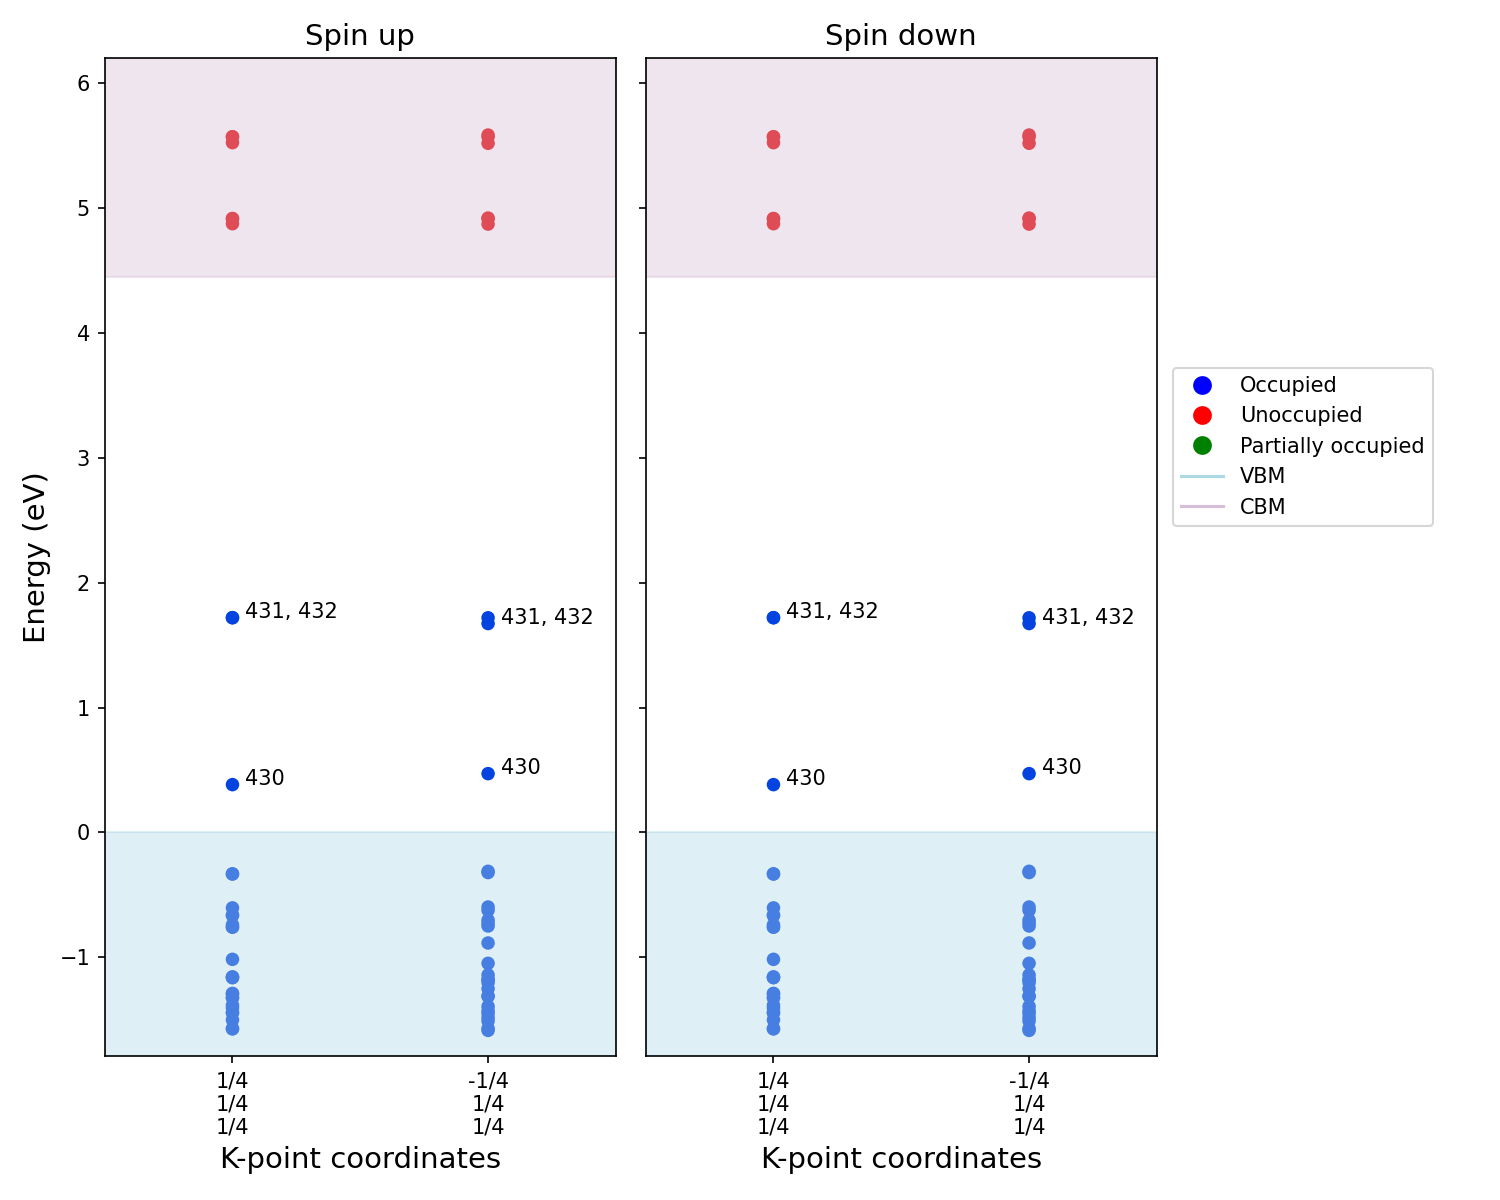 Spin up
Spin down
Energy (eV)
6
5
4
3
2
1
0
−1
431, 432
431, 432
430
430
431, 432
431, 432
430
430
1/4
1/4
1/4
-1/4
1/4
1/4
1/4
1/4
1/4
-1/4
1/4
1/4
K-point coordinates
K-point coordinates
Occupied
Unoccupied
Partially occupied
VBM
CBM